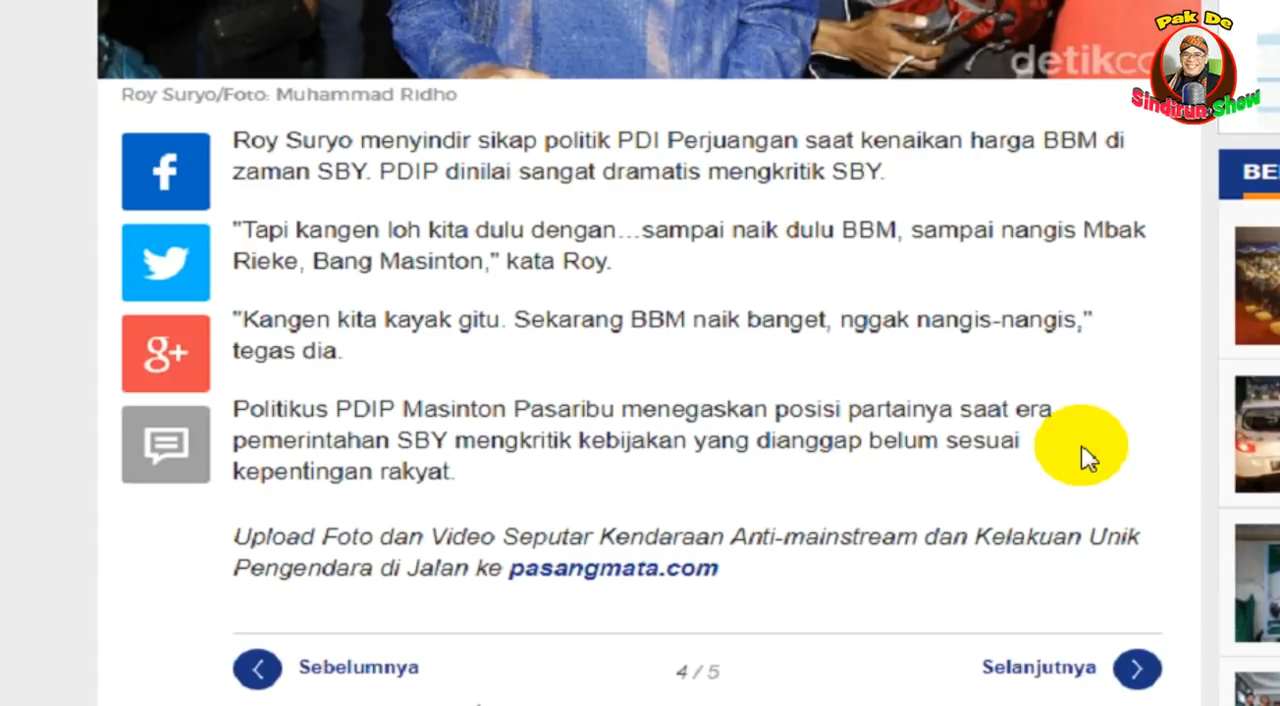 Pak De
Sindirun Show
detikco
Roy Suryo/Foto: Muhammad Ridho
Roy Suryo menyindir sikap politik PDI Perjuangan saat kenaikan harga BBM di
zaman SBY. PDIP dinilai sangat dramatis mengkritik SBY.
"Tapi kangen loh kita dulu dengan...sampai naik dulu BBM, sampai nangis Mbak
Rieke, Bang Masinton," kata Roy.
"Kangen kita kayak gitu. Sekarang BBM naik banget, nggak nangis-nangis,"
tegas dia.
Politikus PDIP Masinton Pasaribu menegaskan posisi partainya saat era
pemerintahan SBY mengkritik kebijakan yang dianggap belum sesuai
kepentingan rakyat.
Upload Foto dan Video Seputar Kendaraan Anti-mainstream dan Kelakuan Unik
Pengendara di Jalan ke pasangmata.com
Sebelumnya
4 / 5
Selanjutnya
BE